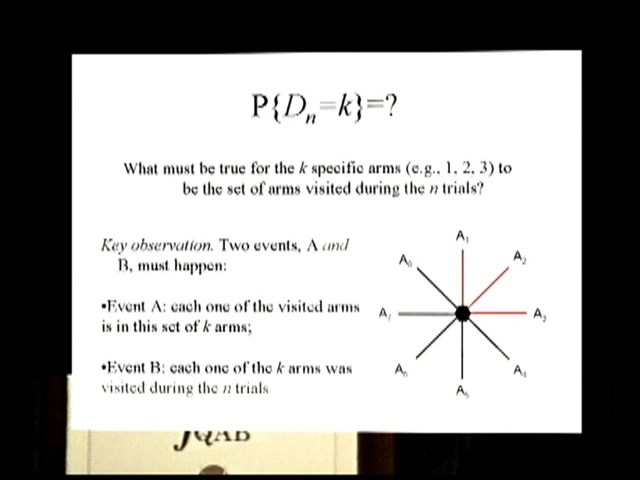 P{Dn=k}=?
What must be true for the k specific arms (e.g., 1, 2, 3) to
be the set of arms visited during the n trials?
Key observation. Two events, A and
B, must happen:
•Event A: each one of the visited arms
is in this set of k arms;
•Event B: each one of the k arms was
visited during the n trials
A1
A2
A3
A4
A5
A6
A7
A8
JQAB